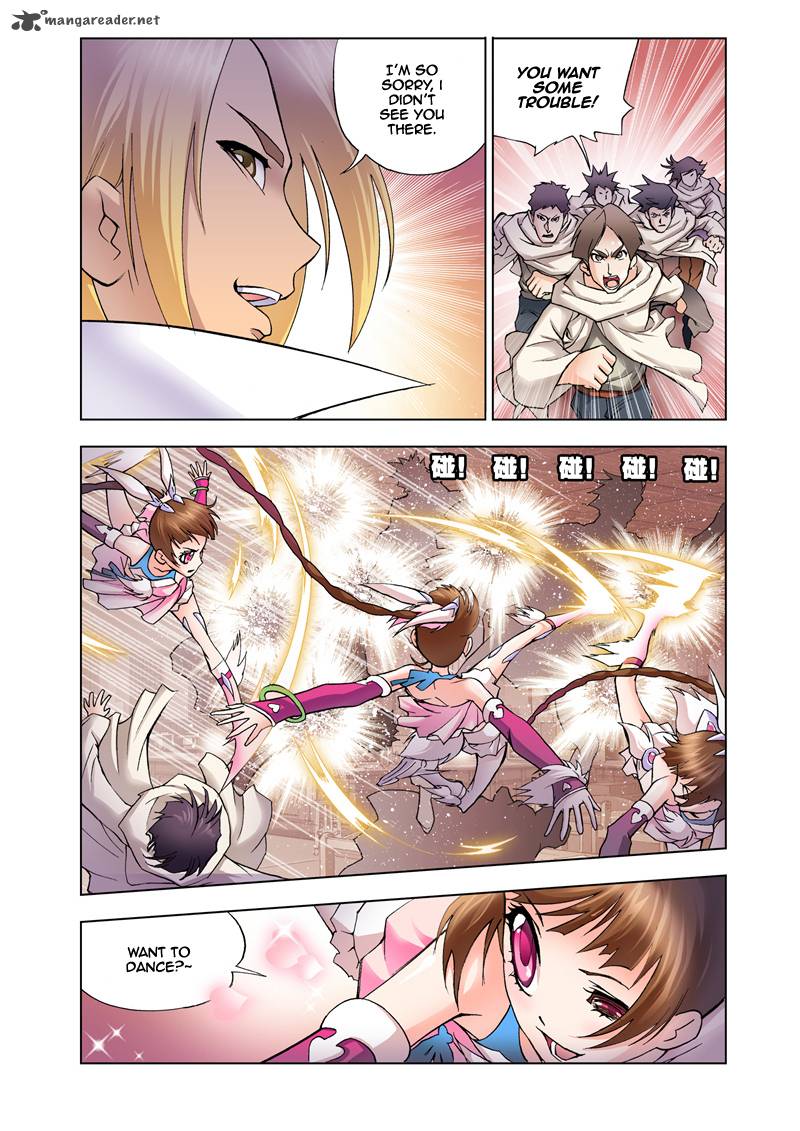 mangareader.net
I'M SO
SORRY, I
DIDN'T
SEE YOU
THERE.
YOU WANT
SOME
TROUBLE!
碰! 碰! 碰! 碰! 碰!
WANT TO
DANCE?~